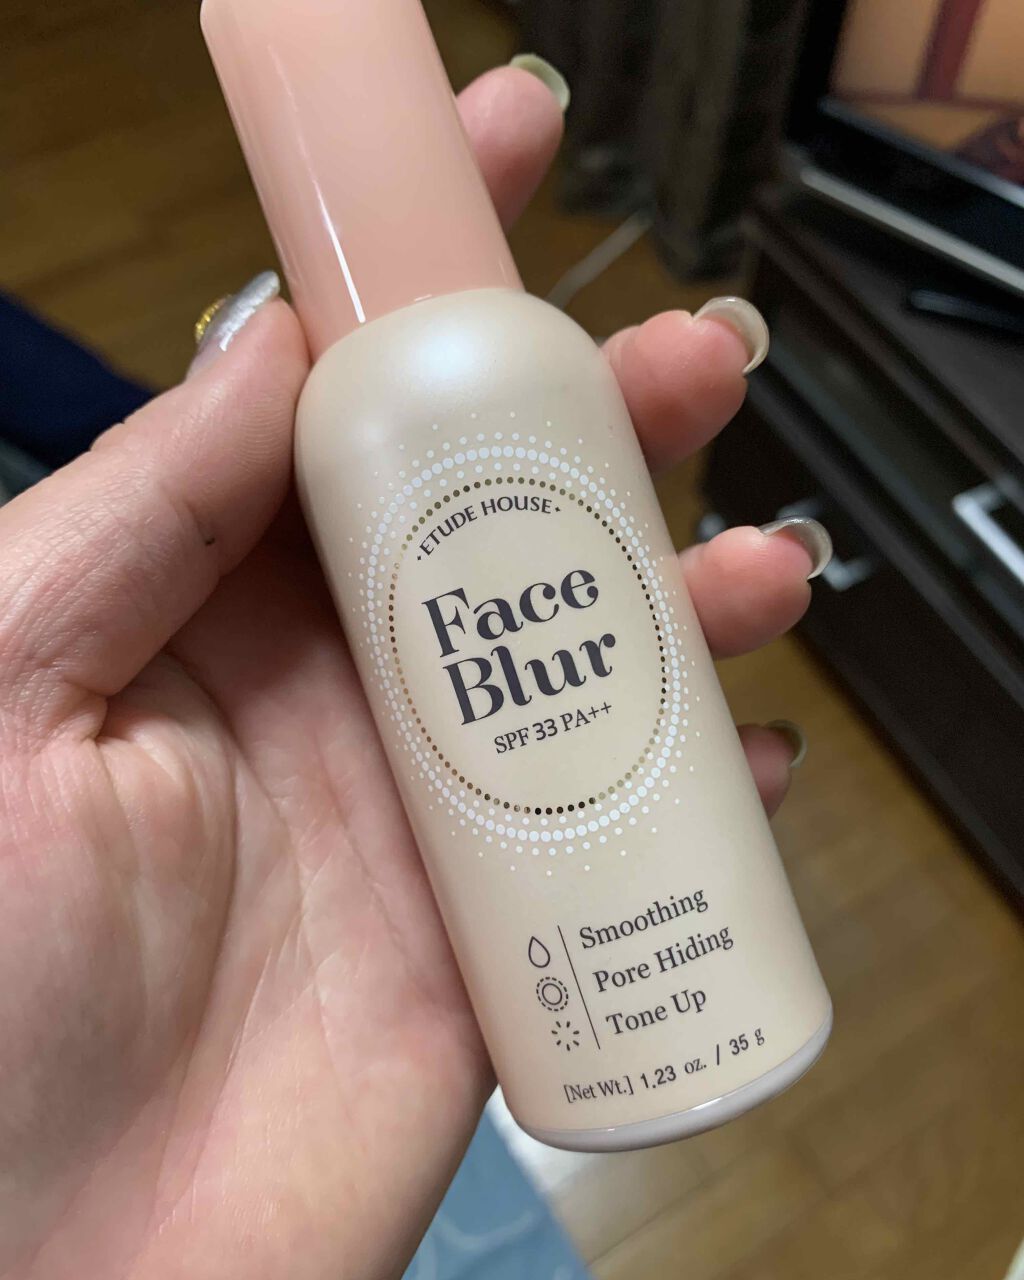 ·ETUDE HOUSE·
Face
Blur
SPF 33 PA++
Smoothing
Pore Hiding
Tone Up
[Net Wt.] 1.23 oz. / 35 g